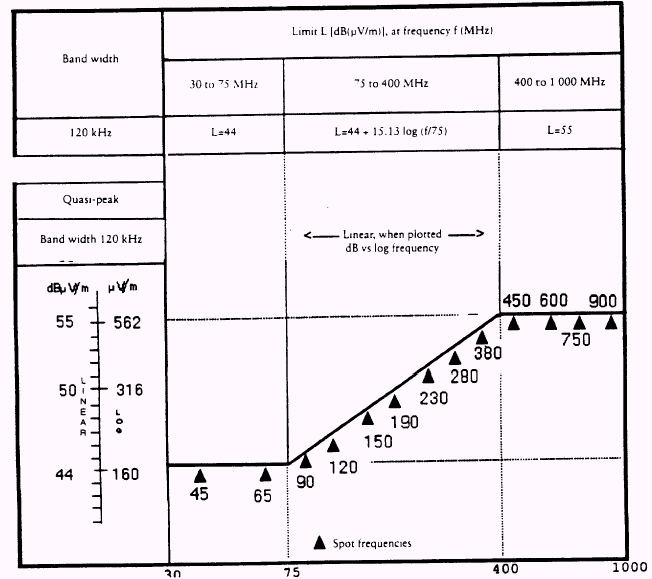 Limit L [dB(µV/m)], at frequency f (MHz)
Band width
30 to 75 MHz
75 to 400 MHz
400 to 1 000 MHz
120 kHz
L=44
L=44 + 15.13 log (f/75)
L=55
Quasi-peak
Band width 120 kHz
Linear, when plotted
dB vs log frequency
dBµV/m
µV/m
55
562
50
316
44
160
LINEAR
LOG
450
600
900
750
380
280
230
190
150
120
90
65
45
Spot frequencies
30
75
400
1000